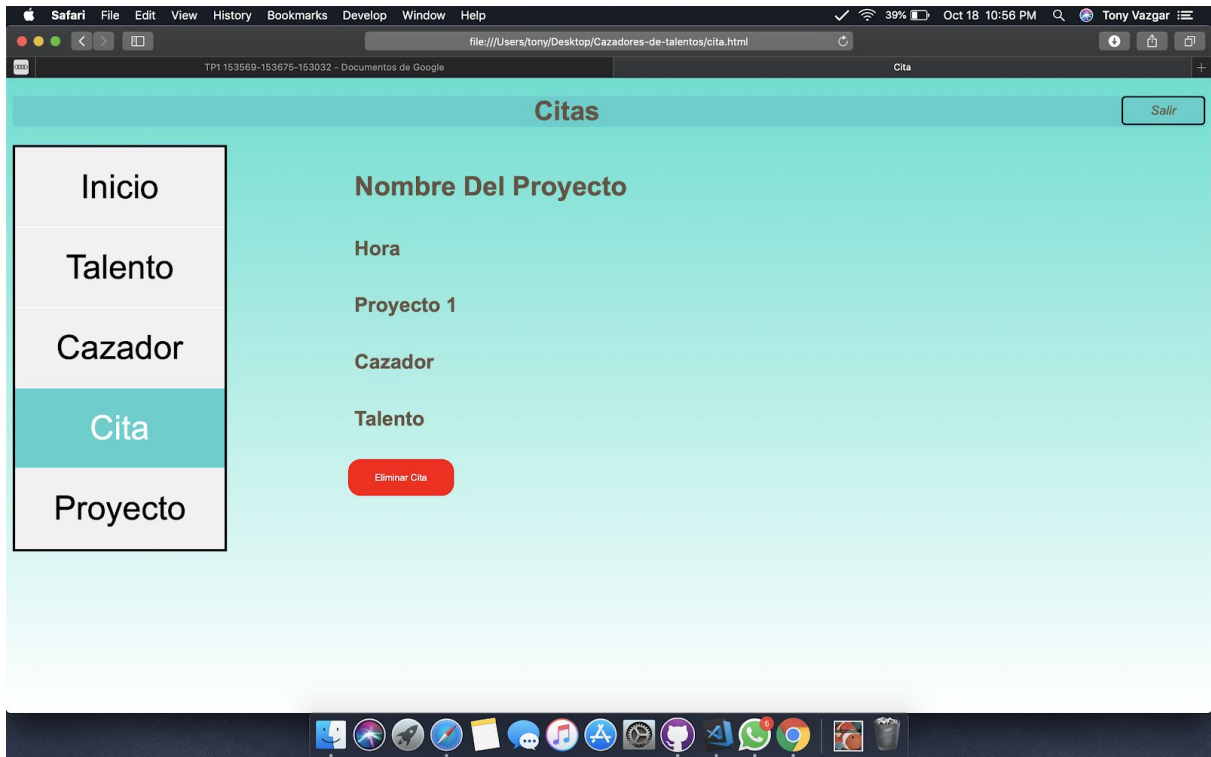 Safari File Edit View History Bookmarks Develop Window Help 39% Oct 18 10:56 PM Tony Vazgar
file:///Users/tony/Desktop/Cazadores-de-talentos/cita.html
TP1 153569-153675-153032 - Documentos de Google Cita
Citas Salir
Inicio
Talento
Cazador
Cita
Proyecto
Nombre Del Proyecto
Hora
Proyecto 1
Cazador
Talento
Eliminar Cita